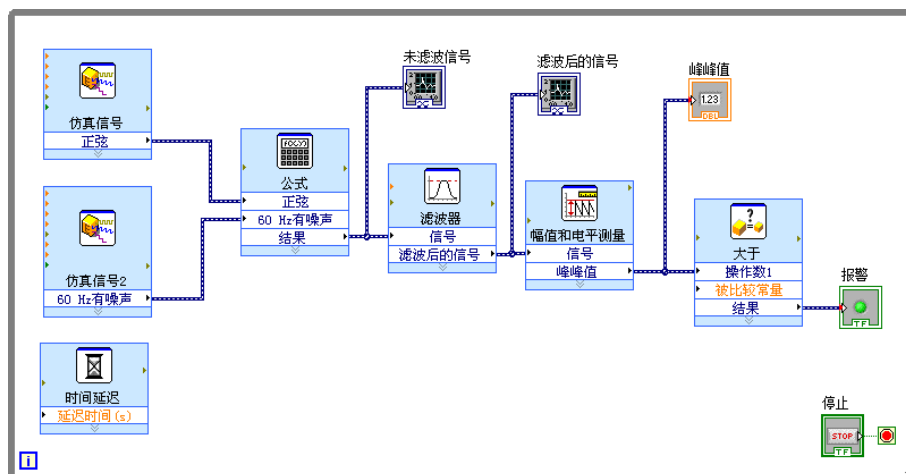 仿真信号
正弦
仿真信号2
60 Hz有噪声
时间延迟
延迟时间(s)
f(x,y)
公式
正弦
60 Hz有噪声
结果
未滤波信号
滤波器
信号
滤波后的信号
滤波后的信号
幅值和电平测量
信号
峰峰值
峰峰值
1.23
DBL
?
=
大于
操作数1
被比较常量
结果
报警
TF
停止
STOP
TF
i